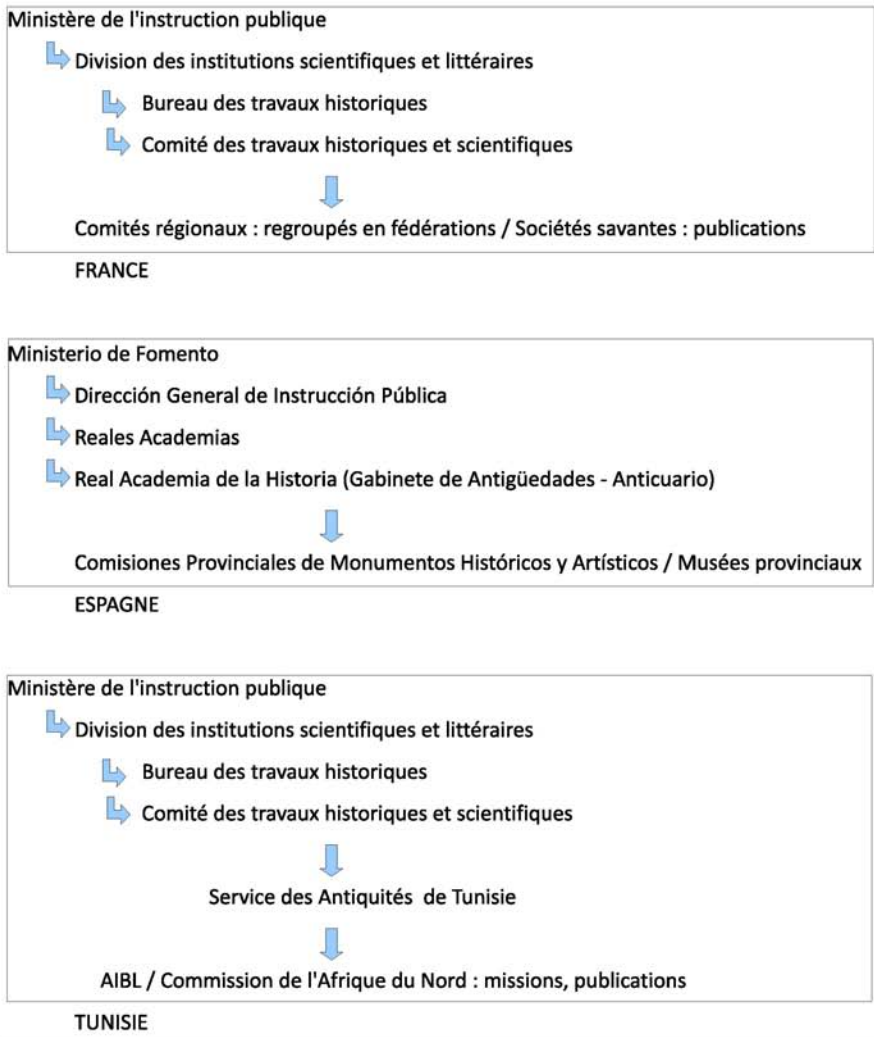 Ministère de l'instruction publique
Division des institutions scientifiques et littéraires
Bureau des travaux historiques
Comité des travaux historiques et scientifiques
Comités régionaux : regroupés en fédérations / Sociétés savantes : publications
FRANCE
Ministerio de Fomento
Dirección General de Instrucción Pública
Reales Academias
Real Academia de la Historia (Gabinete de Antigüedades - Anticuario)
Comisiones Provinciales de Monumentos Históricos y Artísticos / Musées provinciaux
ESPAGNE
Ministère de l'instruction publique
Division des institutions scientifiques et littéraires
Bureau des travaux historiques
Comité des travaux historiques et scientifiques
Service des Antiquités de Tunisie
AIBL / Commission de l'Afrique du Nord : missions, publications
TUNISIE